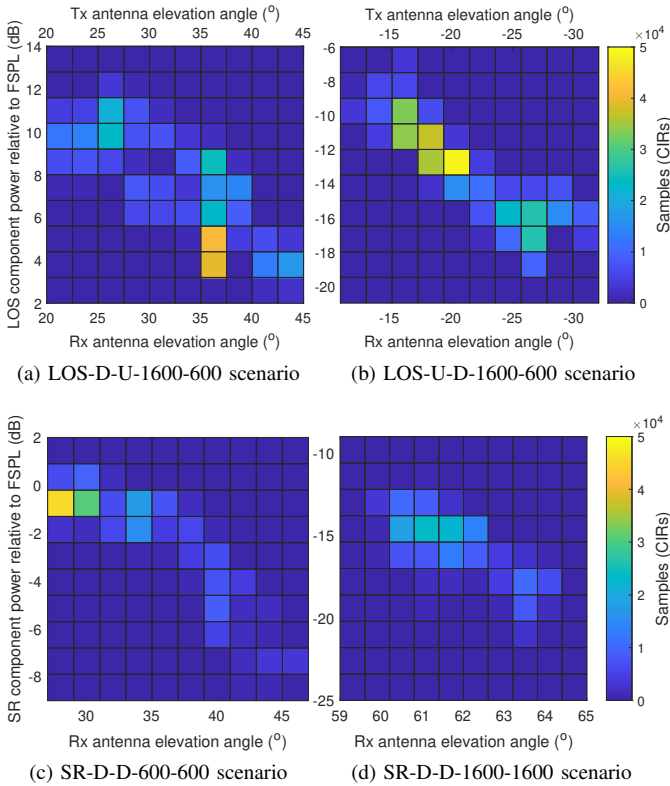 Tx antenna elevation angle (°)
20 25 30 35 40 45
LOS component power relative to FSPL (dB)
14
12
10
8
6
4
2
20 25 30 35 40 45
Rx antenna elevation angle (°)
(a) LOS-D-U-1600-600 scenario
Tx antenna elevation angle (°)
-15 -20 -25 -30
-6
-8
-10
-12
-14
-16
-18
-20
-15 -20 -25 -30
Rx antenna elevation angle (°)
×10⁴
5
4
3
2
1
0
Samples (CIRs)
(b) LOS-U-D-1600-600 scenario
SR component power relative to FSPL (dB)
2
0
-2
-4
-6
-8
30 35 40 45
Rx antenna elevation angle (°)
(c) SR-D-D-600-600 scenario
-10
-15
-20
-25
59 60 61 62 63 64 65
Rx antenna elevation angle (°)
×10⁴
5
4
3
2
1
0
Samples (CIRs)
(d) SR-D-D-1600-1600 scenario